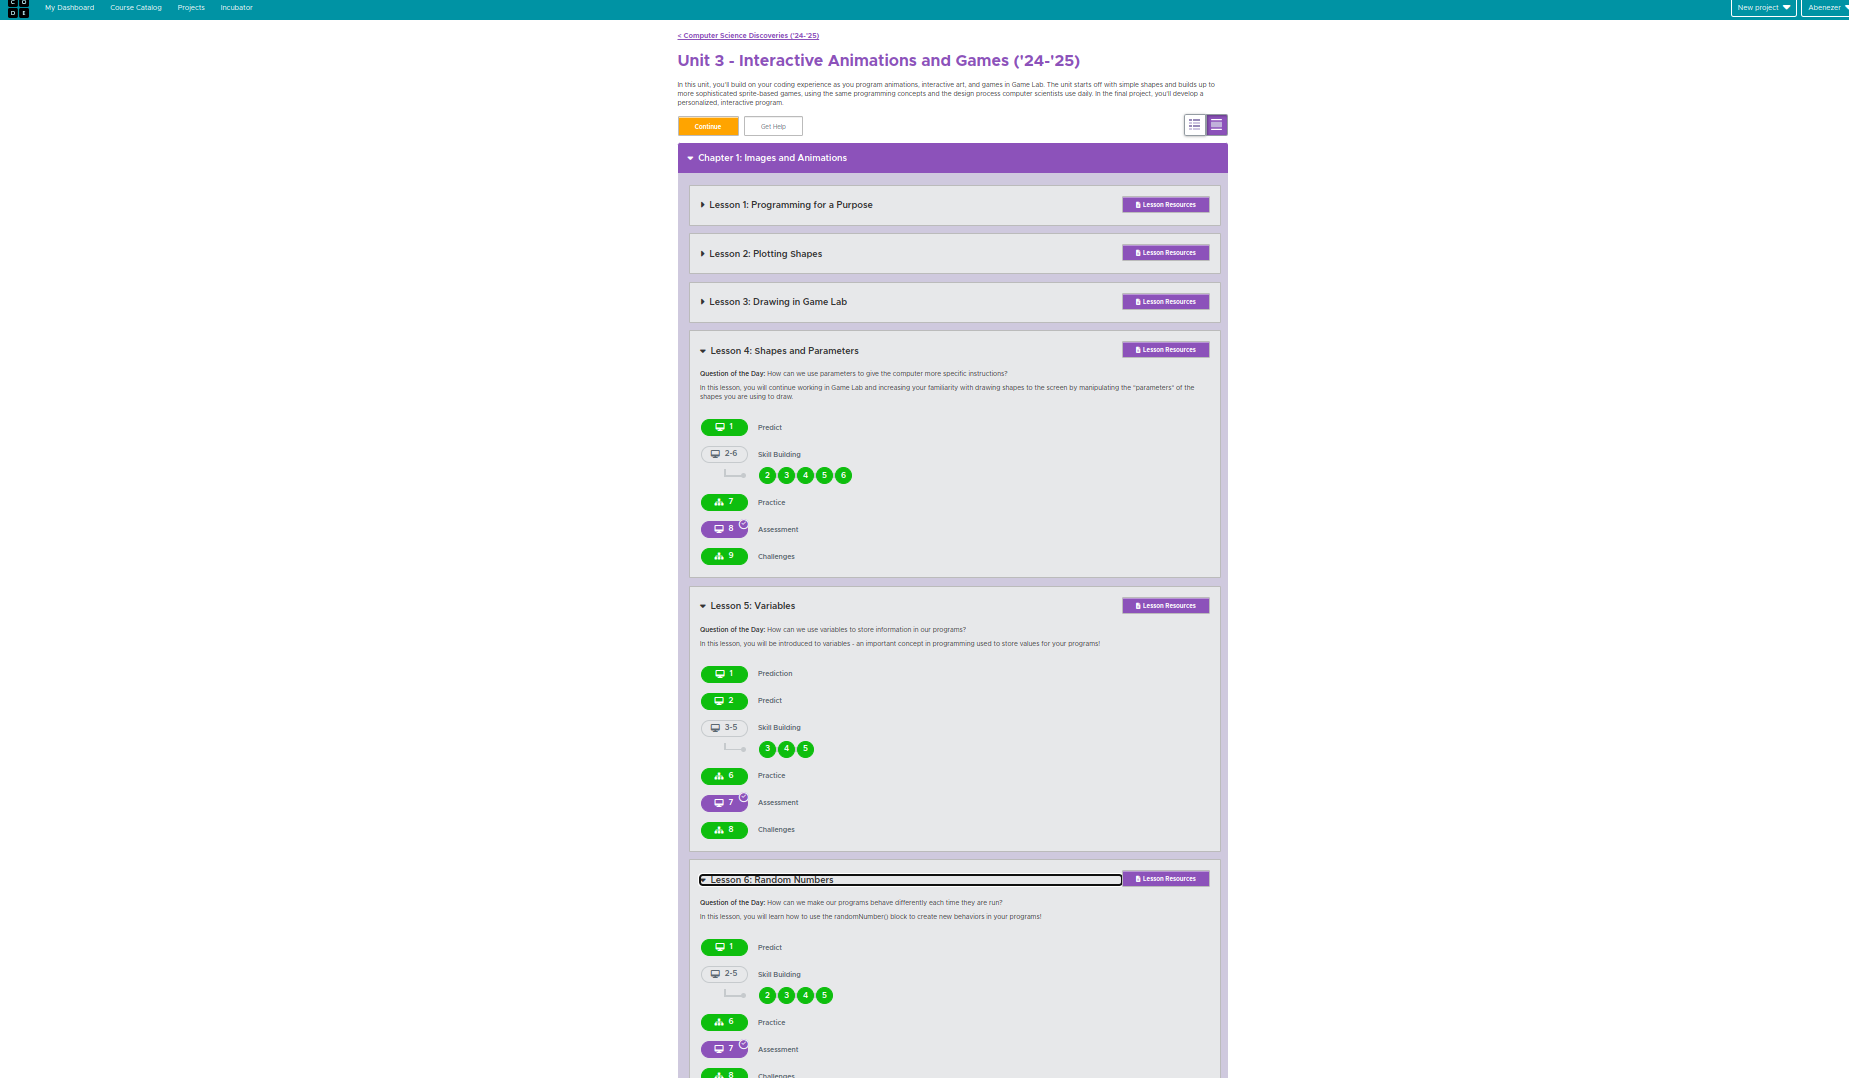 C O
D E
My Dashboard
Course Catalog
Projects
Incubator
New project
Abenezer
< Computer Science Discoveries ('24-'25)
Unit 3 - Interactive Animations and Games ('24-'25)
In this unit, you'll build on your coding experience as you program animations, interactive art, and games in Game Lab. The unit starts off with simple shapes and builds up to
more sophisticated sprite-based games, using the same programming concepts and the design process computer scientists use daily. In the final project, you'll develop a
personalized, interactive program.
Continue
Get Help
Chapter 1: Images and Animations
Lesson 1: Programming for a Purpose
Lesson Resources
Lesson 2: Plotting Shapes
Lesson Resources
Lesson 3: Drawing in Game Lab
Lesson Resources
Lesson 4: Shapes and Parameters
Lesson Resources
Question of the Day: How can we use parameters to give the computer more specific instructions?
In this lesson, you will continue working in Game Lab and increasing your familiarity with drawing shapes to the screen by manipulating the "parameters" of the
shapes you are using to draw.
1 Predict
2-6 Skill Building
2 3 4 5 6
7 Practice
8 Assessment
9 Challenges
Lesson 5: Variables
Lesson Resources
Question of the Day: How can we use variables to store information in our programs?
In this lesson, you will be introduced to variables - an important concept in programming used to store values for your programs!
1 Prediction
2 Predict
3-5 Skill Building
3 4 5
6 Practice
7 Assessment
8 Challenges
Lesson 6: Random Numbers
Lesson Resources
Question of the Day: How can we make our programs behave differently each time they are run?
In this lesson, you will learn how to use the randomNumber() block to create new behaviors in your programs!
1 Predict
2-5 Skill Building
2 3 4 5
6 Practice
7 Assessment
8 Challenges